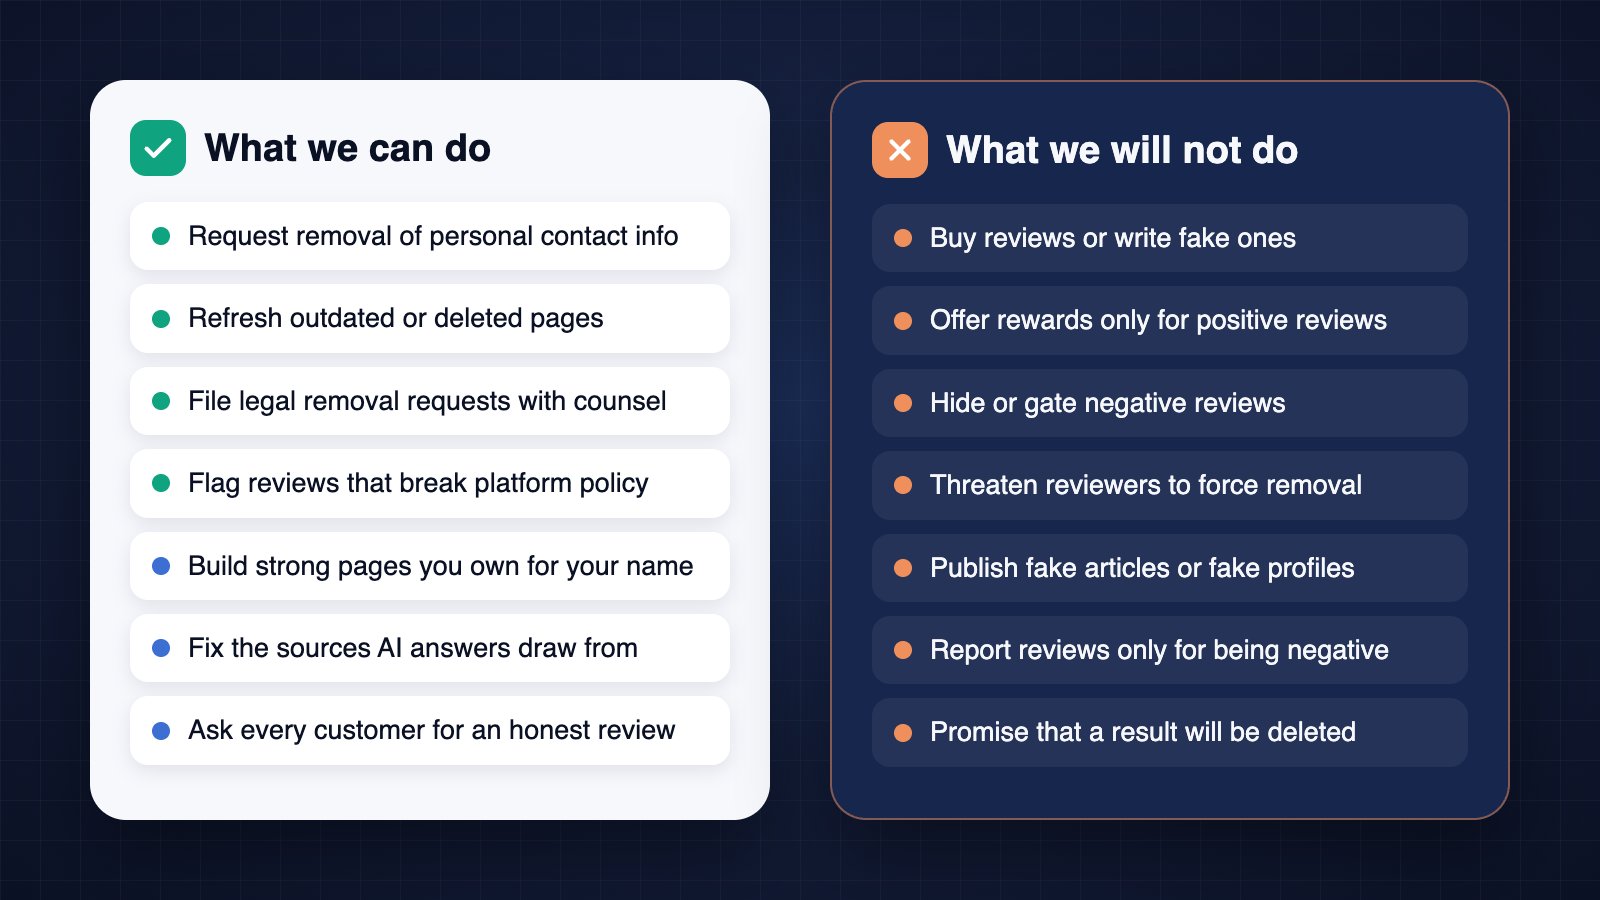 What we can do
Request removal of personal contact info
Refresh outdated or deleted pages
File legal removal requests with counsel
Flag reviews that break platform policy
Build strong pages you own for your name
Fix the sources AI answers draw from
Ask every customer for an honest review
What we will not do
Buy reviews or write fake ones
Offer rewards only for positive reviews
Hide or gate negative reviews
Threaten reviewers to force removal
Publish fake articles or fake profiles
Report reviews only for being negative
Promise that a result will be deleted